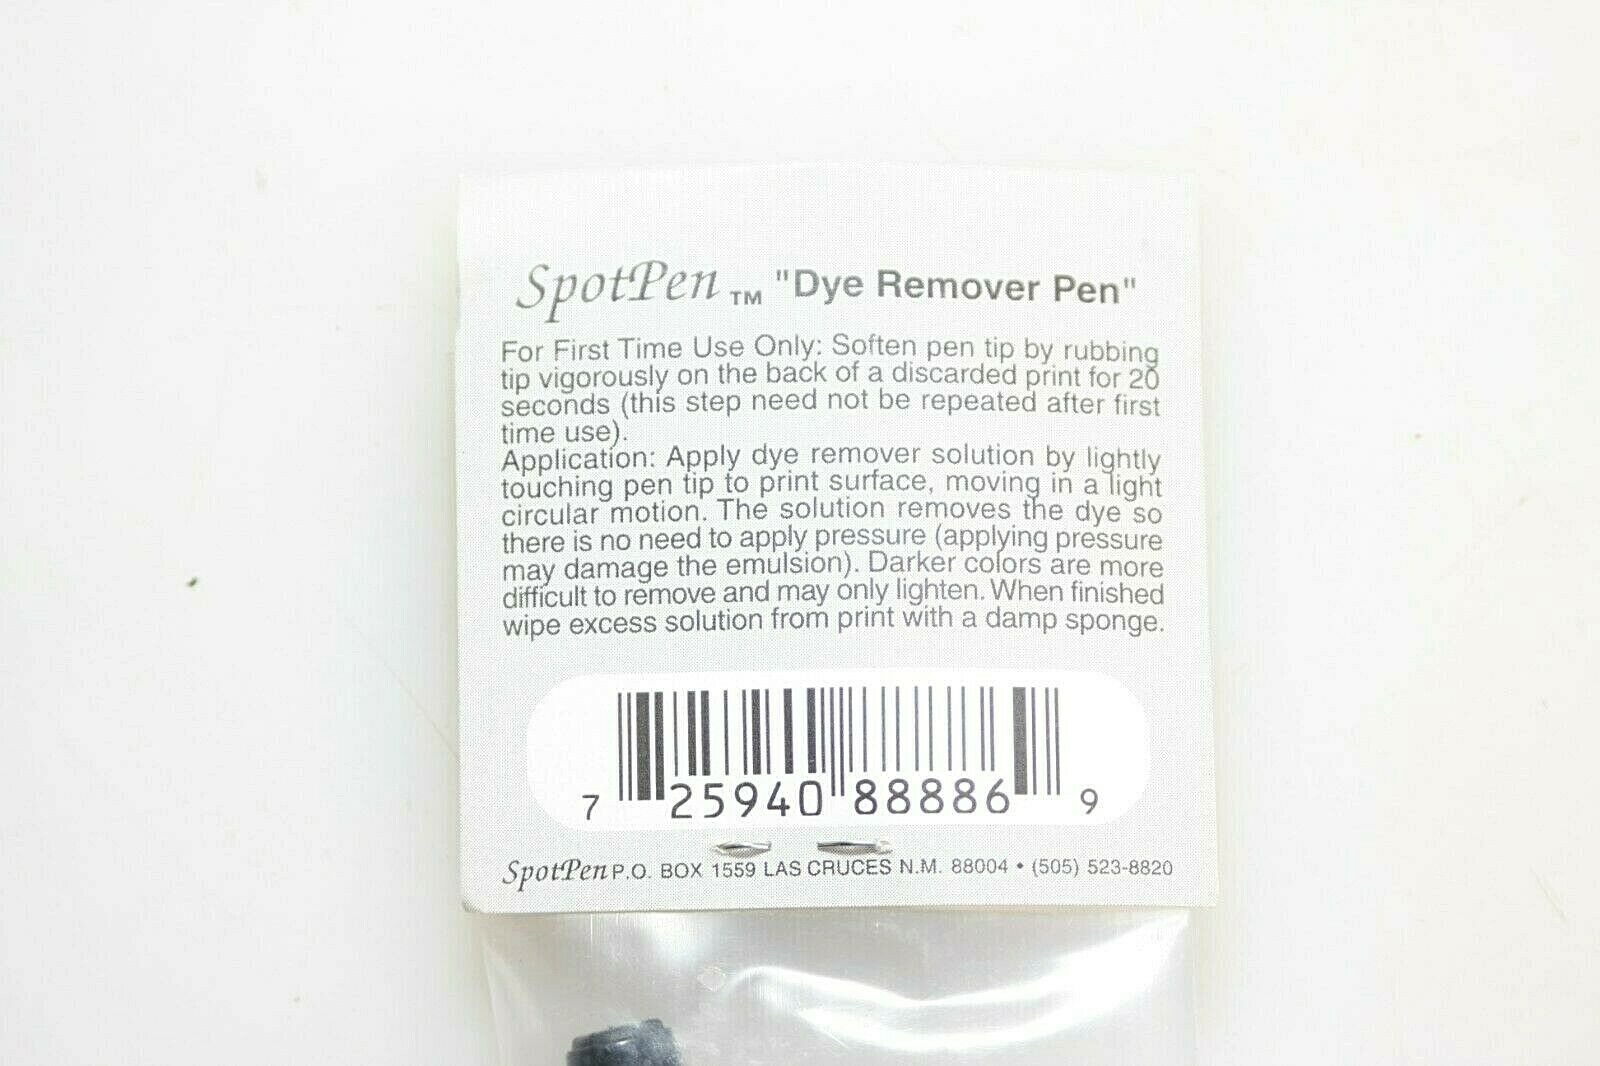 SpotPen TM "Dye Remover Pen"
For First Time Use Only: Soften pen tip by rubbing
tip vigorously on the back of a discarded print for 20
seconds (this step need not be repeated after first
time use).
Application: Apply dye remover solution by lightly
touching pen tip to print surface, moving in a light
circular motion. The solution removes the dye so
there is no need to apply pressure (applying pressure
may damage the emulsion). Darker colors are more
difficult to remove and may only lighten. When finished
wipe excess solution from print with a damp sponge.
7 25940 88886 9
SpotPen P.O. BOX 1559 LAS CRUCES N.M. 88004 • (505) 523-8820